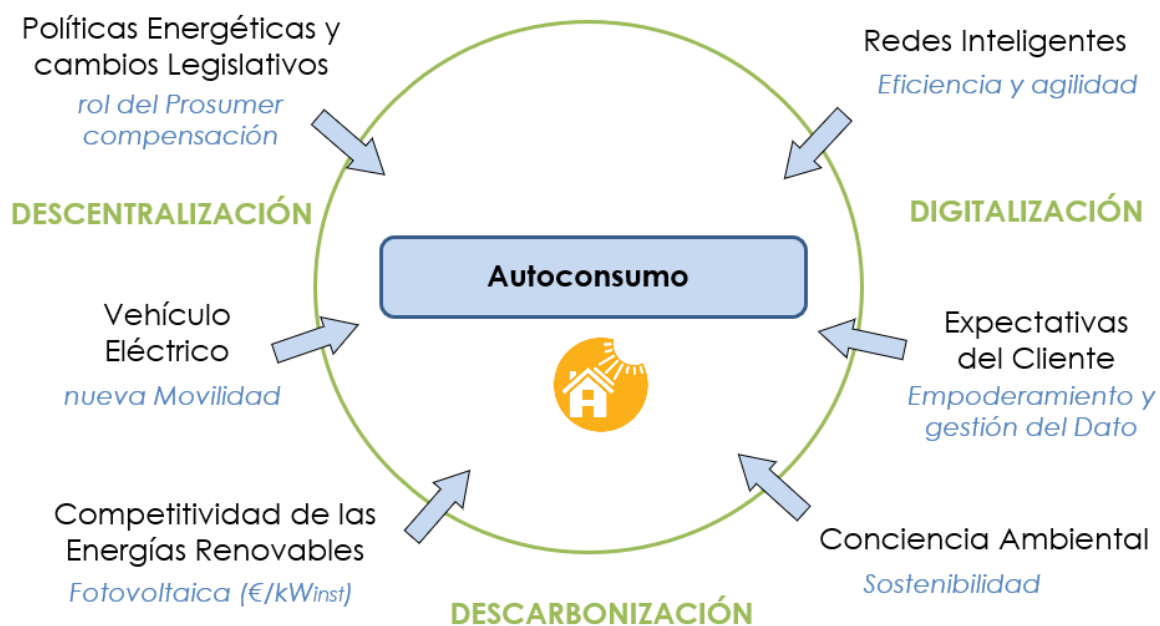 Políticas Energéticas y
cambios Legislativos
rol del Prosumer
compensación
Redes Inteligentes
Eficiencia y agilidad
DESCENTRALIZACIÓN
DIGITALIZACIÓN
Autoconsumo
Vehículo
Eléctrico
nueva Movilidad
Expectativas
del Cliente
Empoderamiento y
gestión del Dato
Competitividad de las
Energías Renovables
Fotovoltaica (€/kWinst)
Conciencia Ambiental
Sostenibilidad
DESCARBONIZACIÓN